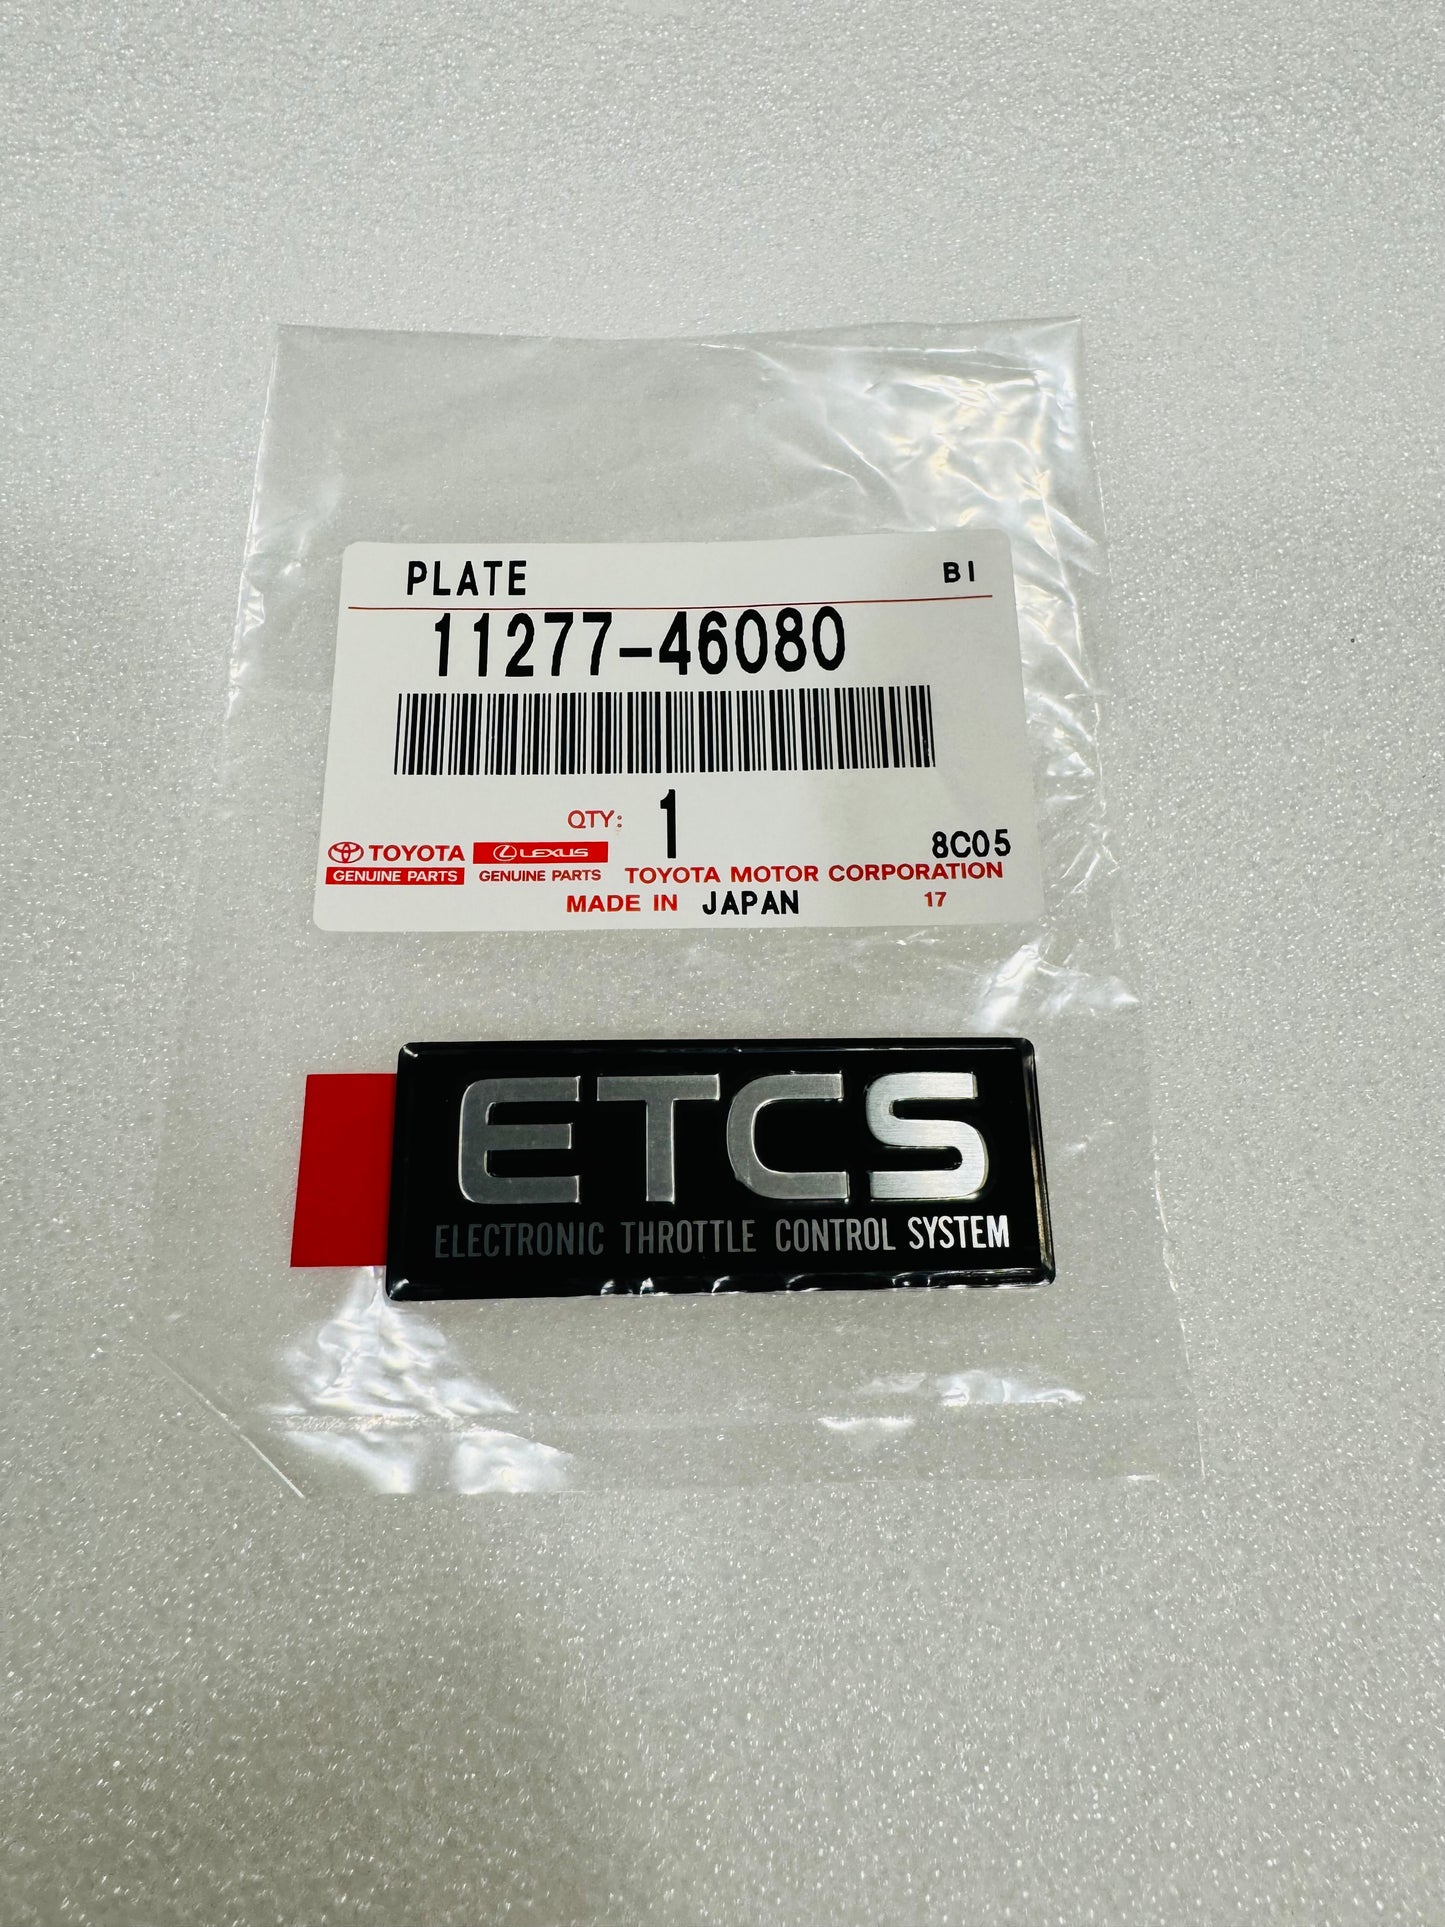 PLATE BI
11277-46080
QTY: 1
8C05
TOYOTA LEXUS
GENUINE PARTS GENUINE PARTS TOYOTA MOTOR CORPORATION
MADE IN JAPAN 17
ETCS
ELECTRONIC THROTTLE CONTROL SYSTEM